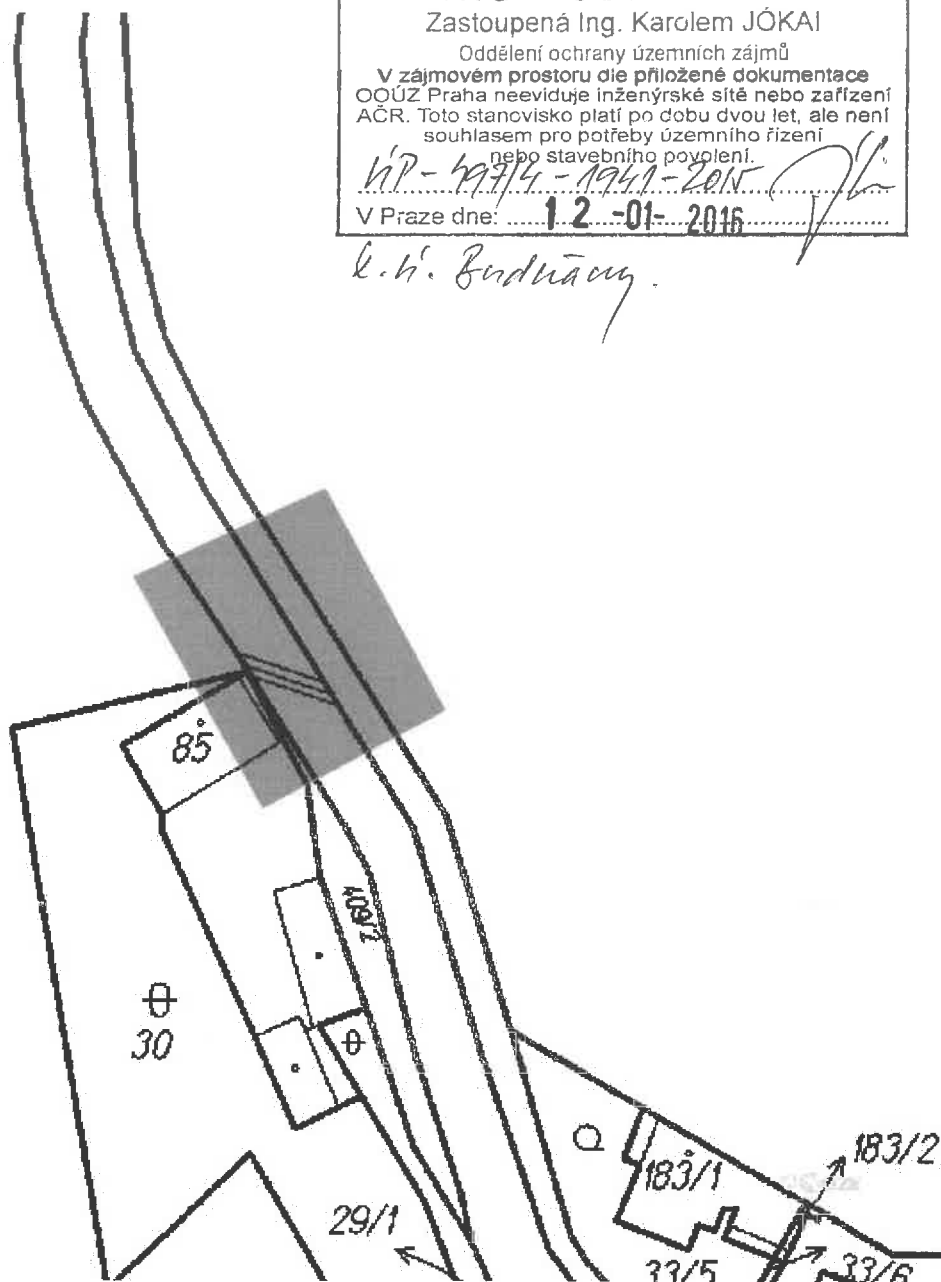 Zastoupená Ing. Karolem JÓKAI
Oddělení ochrany územních zájmů
V zájmovém prostoru dle přiložené dokumentace
OOÚZ Praha neeviduje inženýrské sítě nebo zařízení
AČR. Toto stanovisko platí po dobu dvou let, ale není
souhlasem pro potřeby územního řízení
nebo stavebního povolení.
V Praze dne: 12 -01- 2016
85
30
29/1
183/1
183/2
33/5
33/6